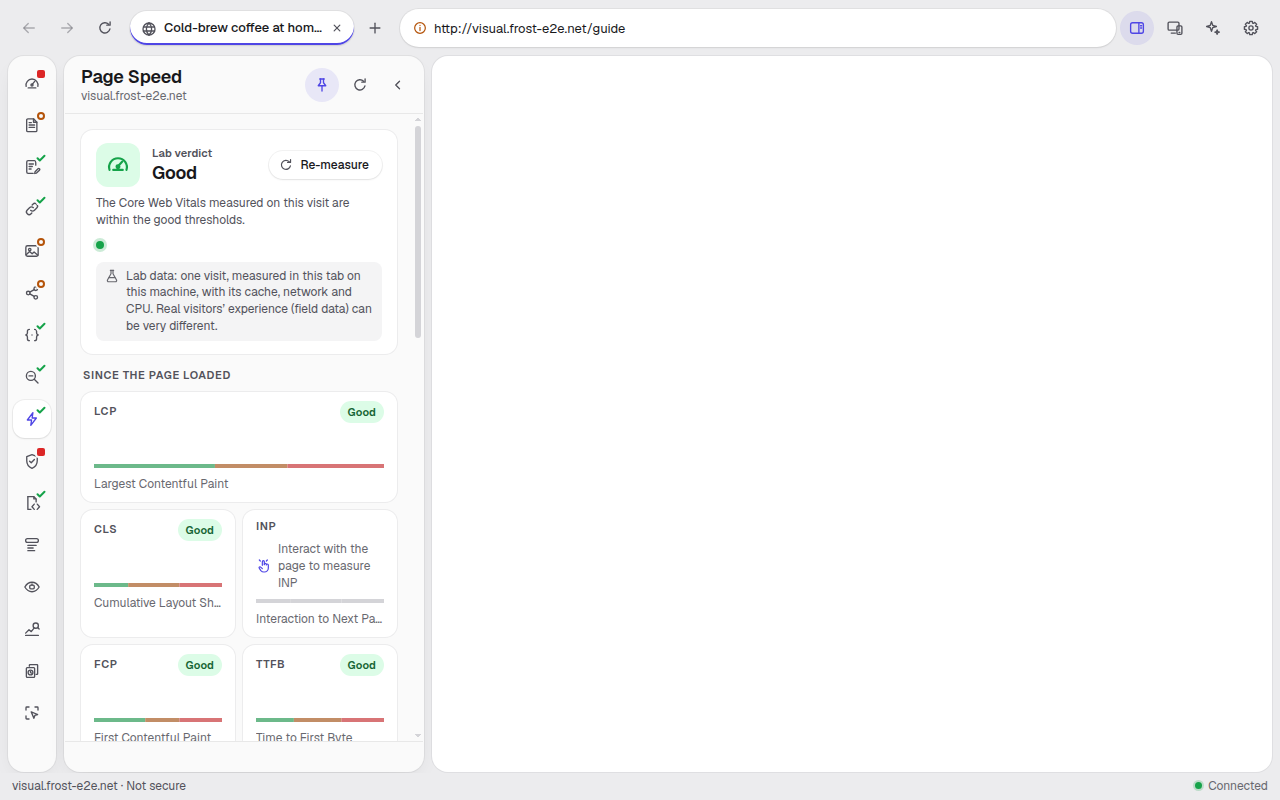 Cold-brew coffee at hom…
http://visual.frost-e2e.net/guide
Page Speed
visual.frost-e2e.net
Lab verdict
Good
Re-measure
The Core Web Vitals measured on this visit are
within the good thresholds.
Lab data: one visit, measured in this tab on
this machine, with its cache, network and
CPU. Real visitors' experience (field data) can
be very different.
SINCE THE PAGE LOADED
LCP
Good
Largest Contentful Paint
CLS
Good
Cumulative Layout Sh…
INP
Interact with the
page to measure
INP
Interaction to Next Pa…
FCP
Good
First Contentful Paint
TTFB
Good
Time to First Byte
visual.frost-e2e.net · Not secure
Connected